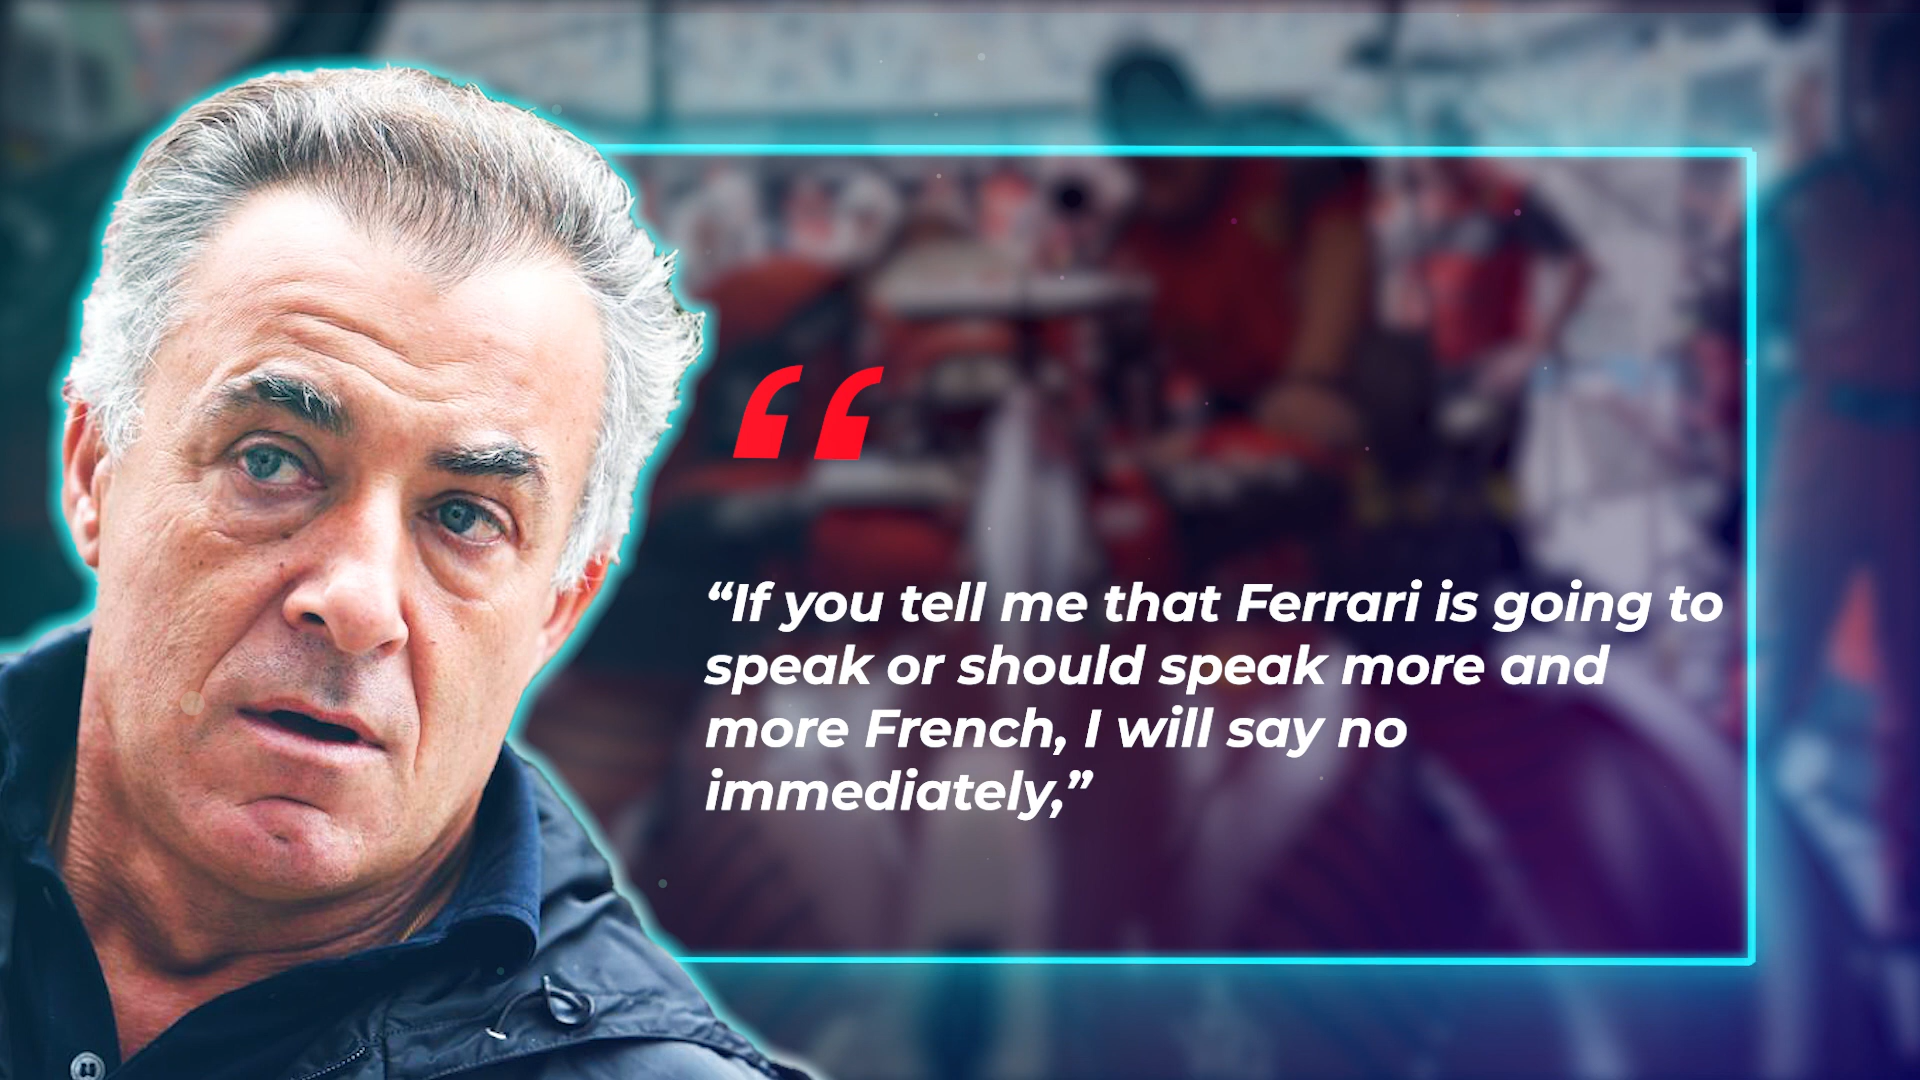 “If you tell me that Ferrari is going to
speak or should speak more and
more French, I will say no
immediately,”